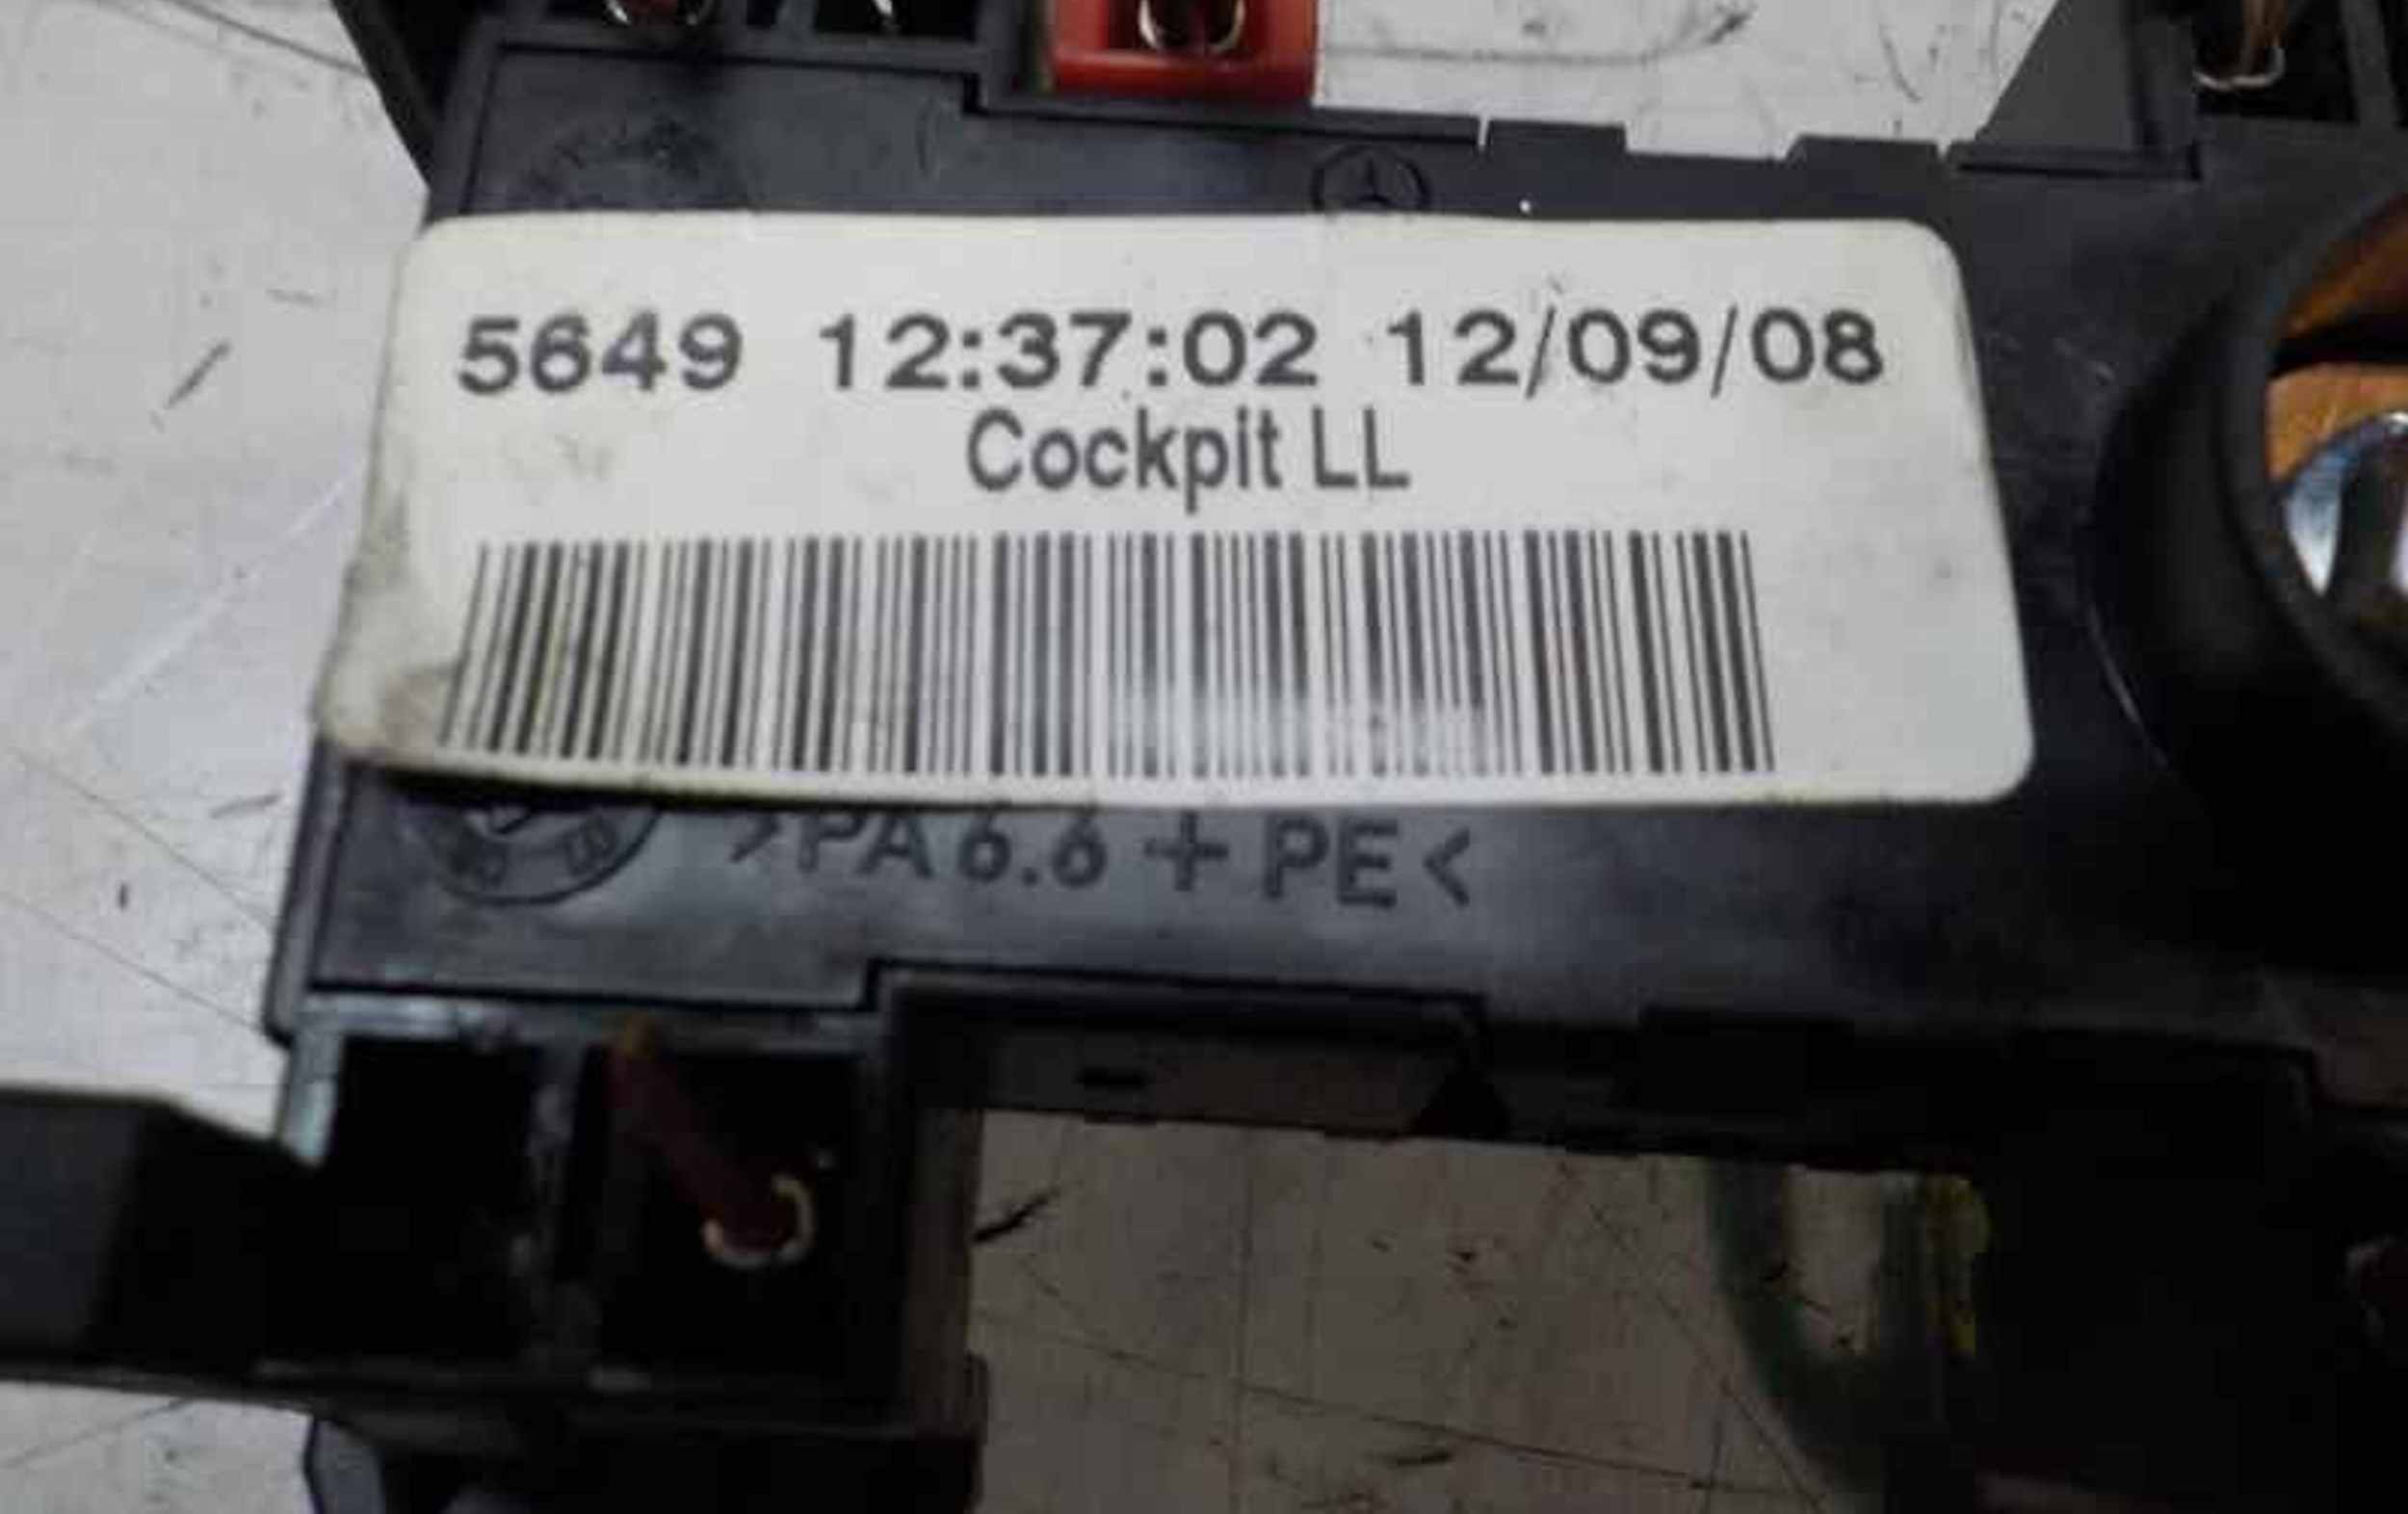 5649 12:37:02 12/09/08
Cockpit LL
>PA 6.6 + PE<